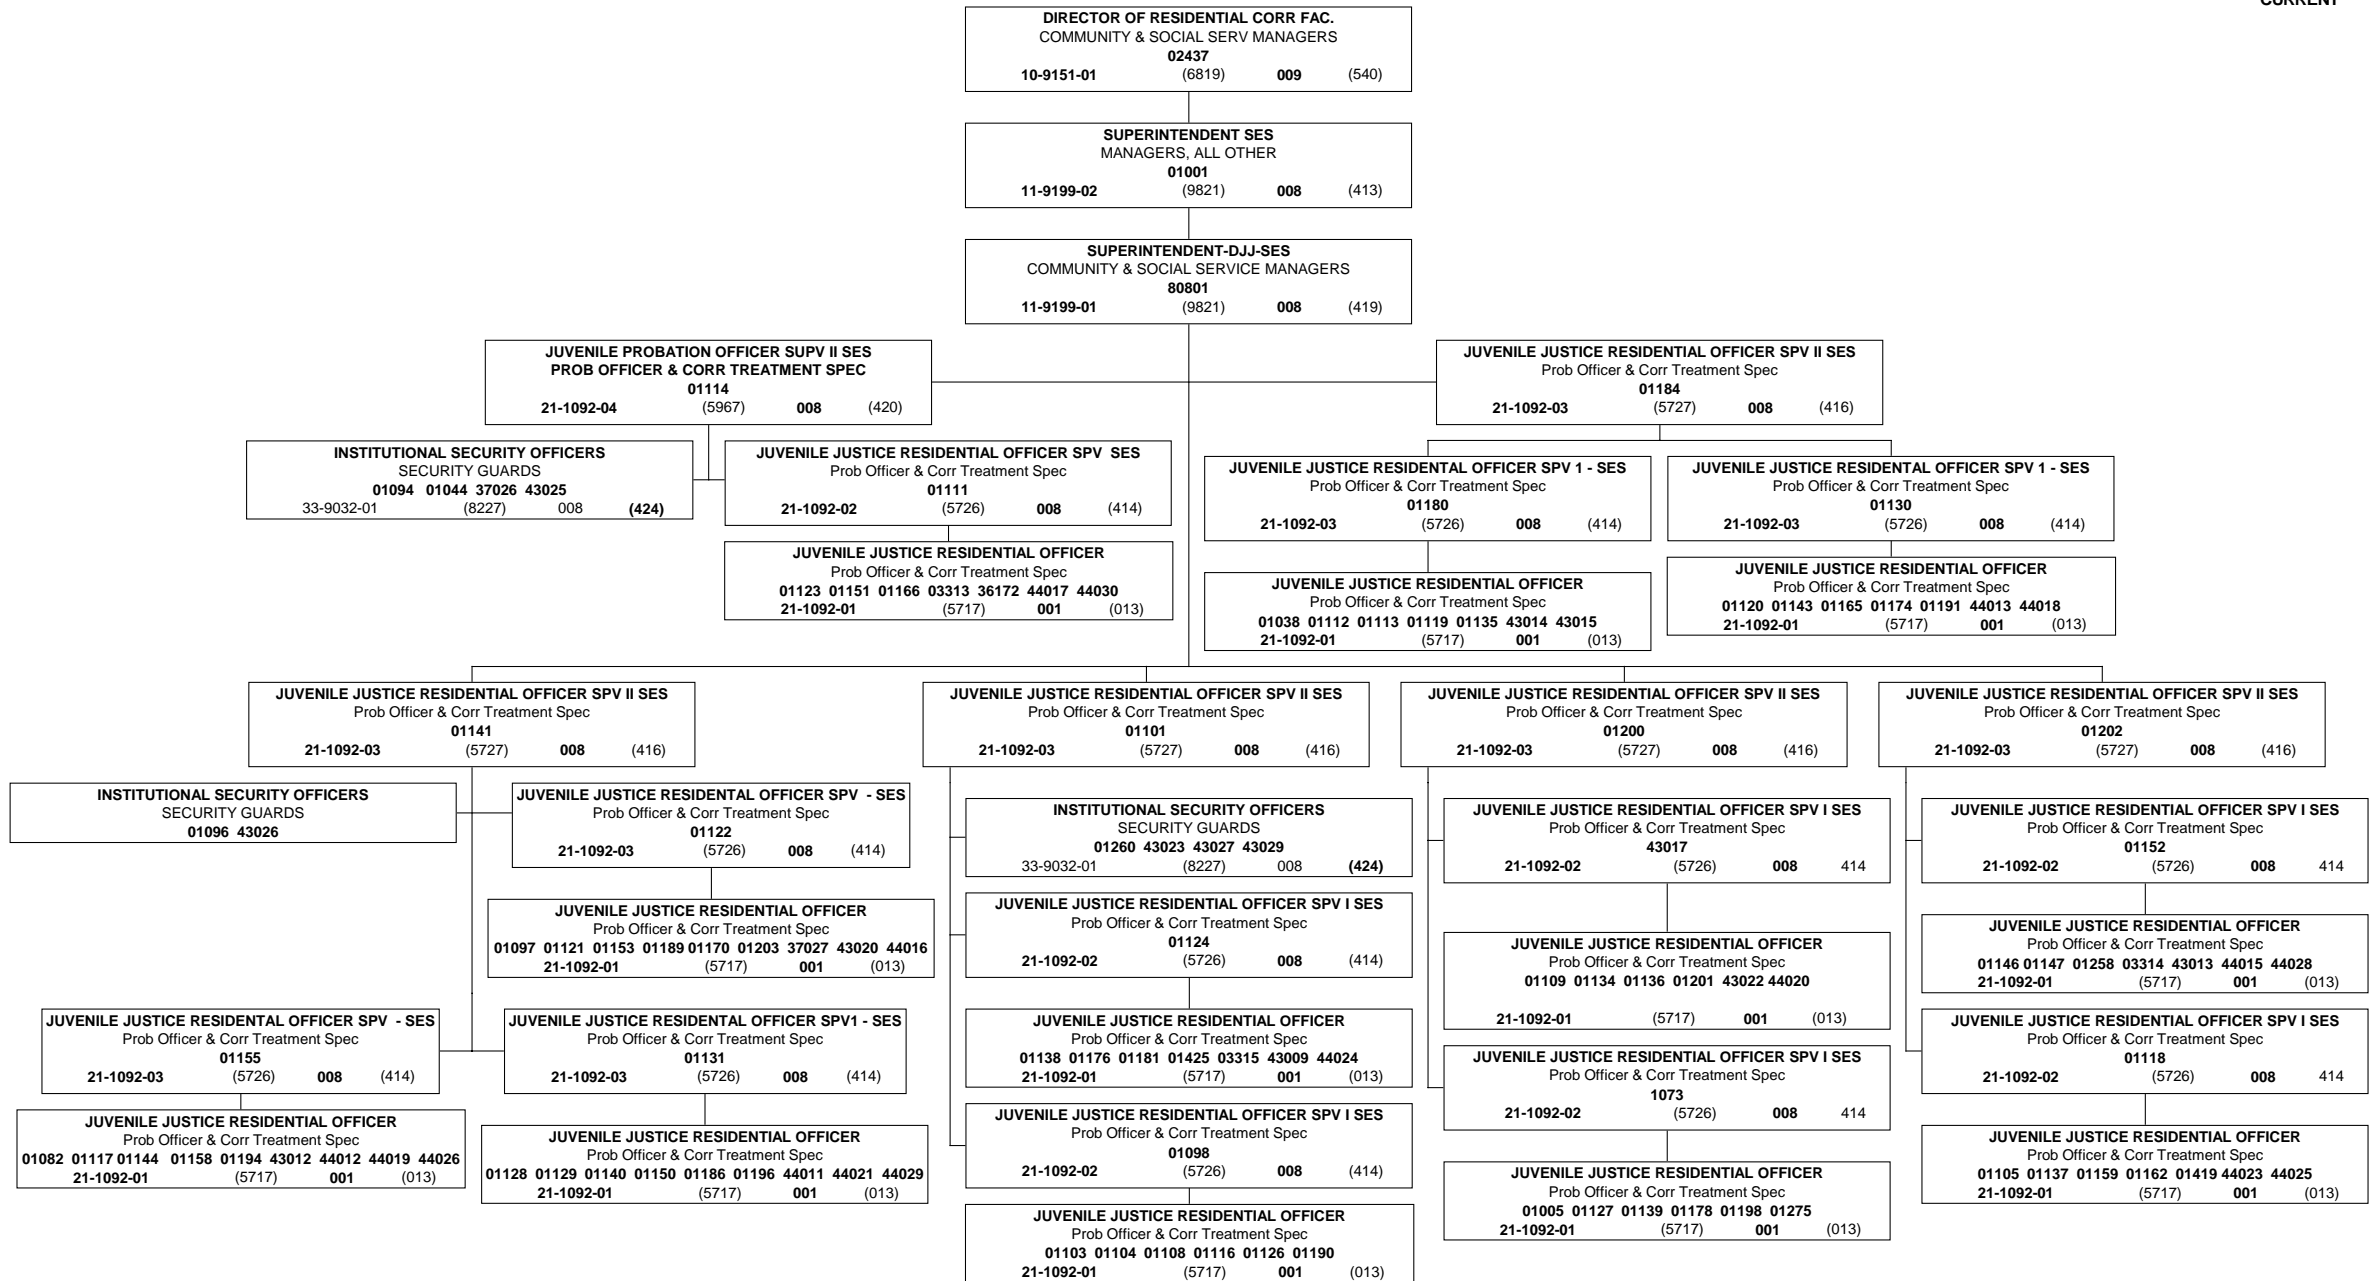 CURRENT
DIRECTOR OF RESIDENTIAL CORR FAC.
COMMUNITY & SOCIAL SERV MANAGERS
02437
10-9151-01 (6819) 009 (540)
SUPERINTENDENT SES
MANAGERS, ALL OTHER
01001
11-9199-02 (9821) 008 (413)
SUPERINTENDENT-DJJ-SES
COMMUNITY & SOCIAL SERVICE MANAGERS
80801
11-9199-01 (9821) 008 (419)
JUVENILE PROBATION OFFICER SUPV II SES
PROB OFFICER & CORR TREATMENT SPEC
01114
21-1092-04 (5967) 008 (420)
JUVENILE JUSTICE RESIDENTIAL OFFICER SPV II SES
Prob Officer & Corr Treatment Spec
01184
21-1092-03 (5727) 008 (416)
INSTITUTIONAL SECURITY OFFICERS
SECURITY GUARDS
01094 01044 37026 43025
33-9032-01 (8227) 008 (424)
JUVENILE JUSTICE RESIDENTIAL OFFICER SPV SES
Prob Officer & Corr Treatment Spec
01111
21-1092-02 (5726) 008 (414)
JUVENILE JUSTICE RESIDENTIAL OFFICER
Prob Officer & Corr Treatment Spec
01123 01151 01166 03313 36172 44017 44030
21-1092-01 (5717) 001 (013)
JUVENILE JUSTICE RESIDENTAL OFFICER SPV 1 - SES
Prob Officer & Corr Treatment Spec
01180
21-1092-03 (5726) 008 (414)
JUVENILE JUSTICE RESIDENTIAL OFFICER
Prob Officer & Corr Treatment Spec
01038 01112 01113 01119 01135 43014 43015
21-1092-01 (5717) 001 (013)
JUVENILE JUSTICE RESIDENTAL OFFICER SPV 1 - SES
Prob Officer & Corr Treatment Spec
01130
21-1092-03 (5726) 008 (414)
JUVENILE JUSTICE RESIDENTIAL OFFICER
Prob Officer & Corr Treatment Spec
01120 01143 01165 01174 01191 44013 44018
21-1092-01 (5717) 001 (013)
JUVENILE JUSTICE RESIDENTIAL OFFICER SPV II SES
Prob Officer & Corr Treatment Spec
01141
21-1092-03 (5727) 008 (416)
INSTITUTIONAL SECURITY OFFICERS
SECURITY GUARDS
01096 43026
JUVENILE JUSTICE RESIDENTAL OFFICER SPV - SES
Prob Officer & Corr Treatment Spec
01122
21-1092-03 (5726) 008 (414)
JUVENILE JUSTICE RESIDENTIAL OFFICER
Prob Officer & Corr Treatment Spec
01097 01121 01153 01189 01170 01203 37027 43020 44016
21-1092-01 (5717) 001 (013)
JUVENILE JUSTICE RESIDENTAL OFFICER SPV - SES
Prob Officer & Corr Treatment Spec
01155
21-1092-03 (5726) 008 (414)
JUVENILE JUSTICE RESIDENTIAL OFFICER
Prob Officer & Corr Treatment Spec
01082 01117 01144 01158 01194 43012 44012 44019 44026
21-1092-01 (5717) 001 (013)
JUVENILE JUSTICE RESIDENTAL OFFICER SPV1 - SES
Prob Officer & Corr Treatment Spec
01131
21-1092-03 (5726) 008 (414)
JUVENILE JUSTICE RESIDENTIAL OFFICER
Prob Officer & Corr Treatment Spec
01128 01129 01140 01150 01186 01196 44011 44021 44029
21-1092-01 (5717) 001 (013)
JUVENILE JUSTICE RESIDENTIAL OFFICER SPV II SES
Prob Officer & Corr Treatment Spec
01101
21-1092-03 (5727) 008 (416)
INSTITUTIONAL SECURITY OFFICERS
SECURITY GUARDS
01260 43023 43027 43029
33-9032-01 (8227) 008 (424)
JUVENILE JUSTICE RESIDENTIAL OFFICER SPV I SES
Prob Officer & Corr Treatment Spec
01124
21-1092-02 (5726) 008 (414)
JUVENILE JUSTICE RESIDENTIAL OFFICER
Prob Officer & Corr Treatment Spec
01138 01176 01181 01425 03315 43009 44024
21-1092-01 (5717) 001 (013)
JUVENILE JUSTICE RESIDENTIAL OFFICER SPV I SES
Prob Officer & Corr Treatment Spec
01098
21-1092-02 (5726) 008 (414)
JUVENILE JUSTICE RESIDENTIAL OFFICER
Prob Officer & Corr Treatment Spec
01103 01104 01108 01116 01126 01190
21-1092-01 (5717) 001 (013)
JUVENILE JUSTICE RESIDENTIAL OFFICER SPV II SES
Prob Officer & Corr Treatment Spec
01200
21-1092-03 (5727) 008 (416)
JUVENILE JUSTICE RESIDENTIAL OFFICER SPV I SES
Prob Officer & Corr Treatment Spec
43017
21-1092-02 (5726) 008 414
JUVENILE JUSTICE RESIDENTIAL OFFICER
Prob Officer & Corr Treatment Spec
01109 01134 01136 01201 43022 44020
21-1092-01 (5717) 001 (013)
JUVENILE JUSTICE RESIDENTIAL OFFICER SPV I SES
Prob Officer & Corr Treatment Spec
1073
21-1092-02 (5726) 008 414
JUVENILE JUSTICE RESIDENTIAL OFFICER
Prob Officer & Corr Treatment Spec
01005 01127 01139 01178 01198 01275
21-1092-01 (5717) 001 (013)
JUVENILE JUSTICE RESIDENTIAL OFFICER SPV II SES
Prob Officer & Corr Treatment Spec
01202
21-1092-03 (5727) 008 (416)
JUVENILE JUSTICE RESIDENTIAL OFFICER SPV I SES
Prob Officer & Corr Treatment Spec
01152
21-1092-02 (5726) 008 414
JUVENILE JUSTICE RESIDENTIAL OFFICER
Prob Officer & Corr Treatment Spec
01146 01147 01258 03314 43013 44015 44028
21-1092-01 (5717) 001 (013)
JUVENILE JUSTICE RESIDENTIAL OFFICER SPV I SES
Prob Officer & Corr Treatment Spec
01118
21-1092-02 (5726) 008 414
JUVENILE JUSTICE RESIDENTIAL OFFICER
Prob Officer & Corr Treatment Spec
01105 01137 01159 01162 01419 44023 44025
21-1092-01 (5717) 001 (013)